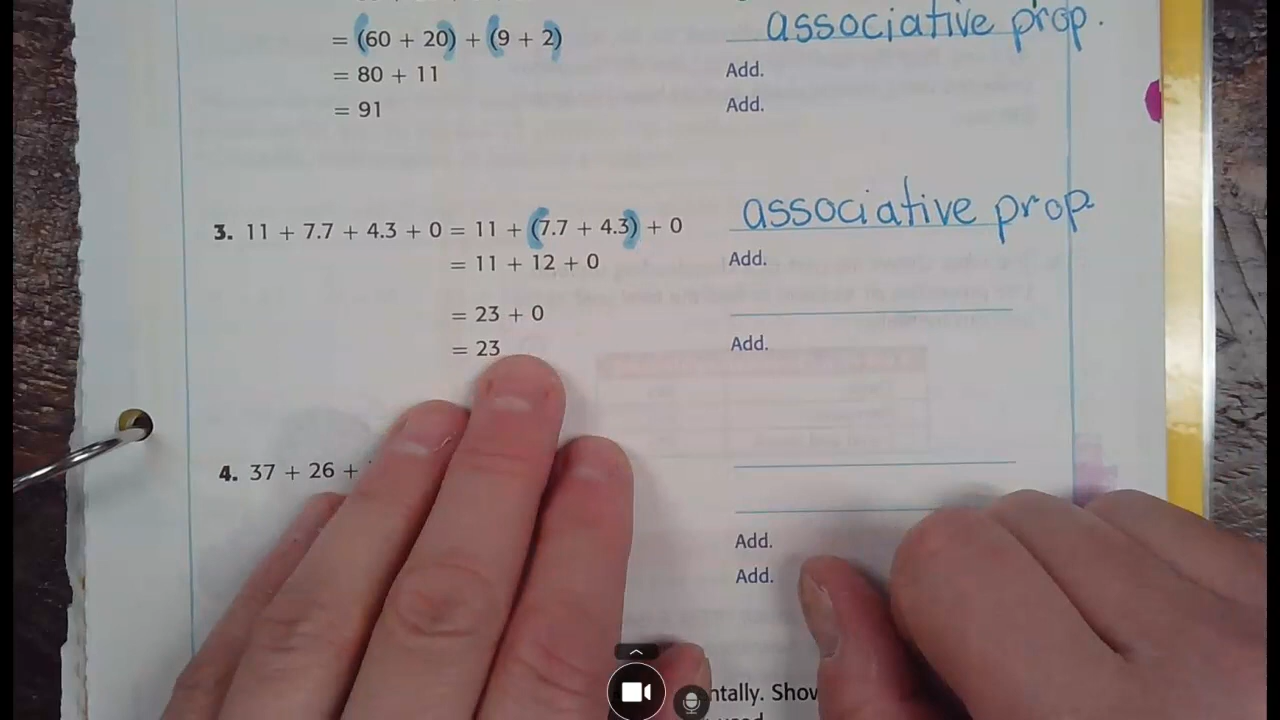 = (60 + 20) + (9 + 2) associative prop.
= 80 + 11 Add.
= 91 Add.
3. 11 + 7.7 + 4.3 + 0 = 11 + (7.7 + 4.3) + 0 associative prop
= 11 + 12 + 0 Add.
= 23 + 0
= 23 Add.
4. 37 + 26 +
Add.
Add.
ntally. Show